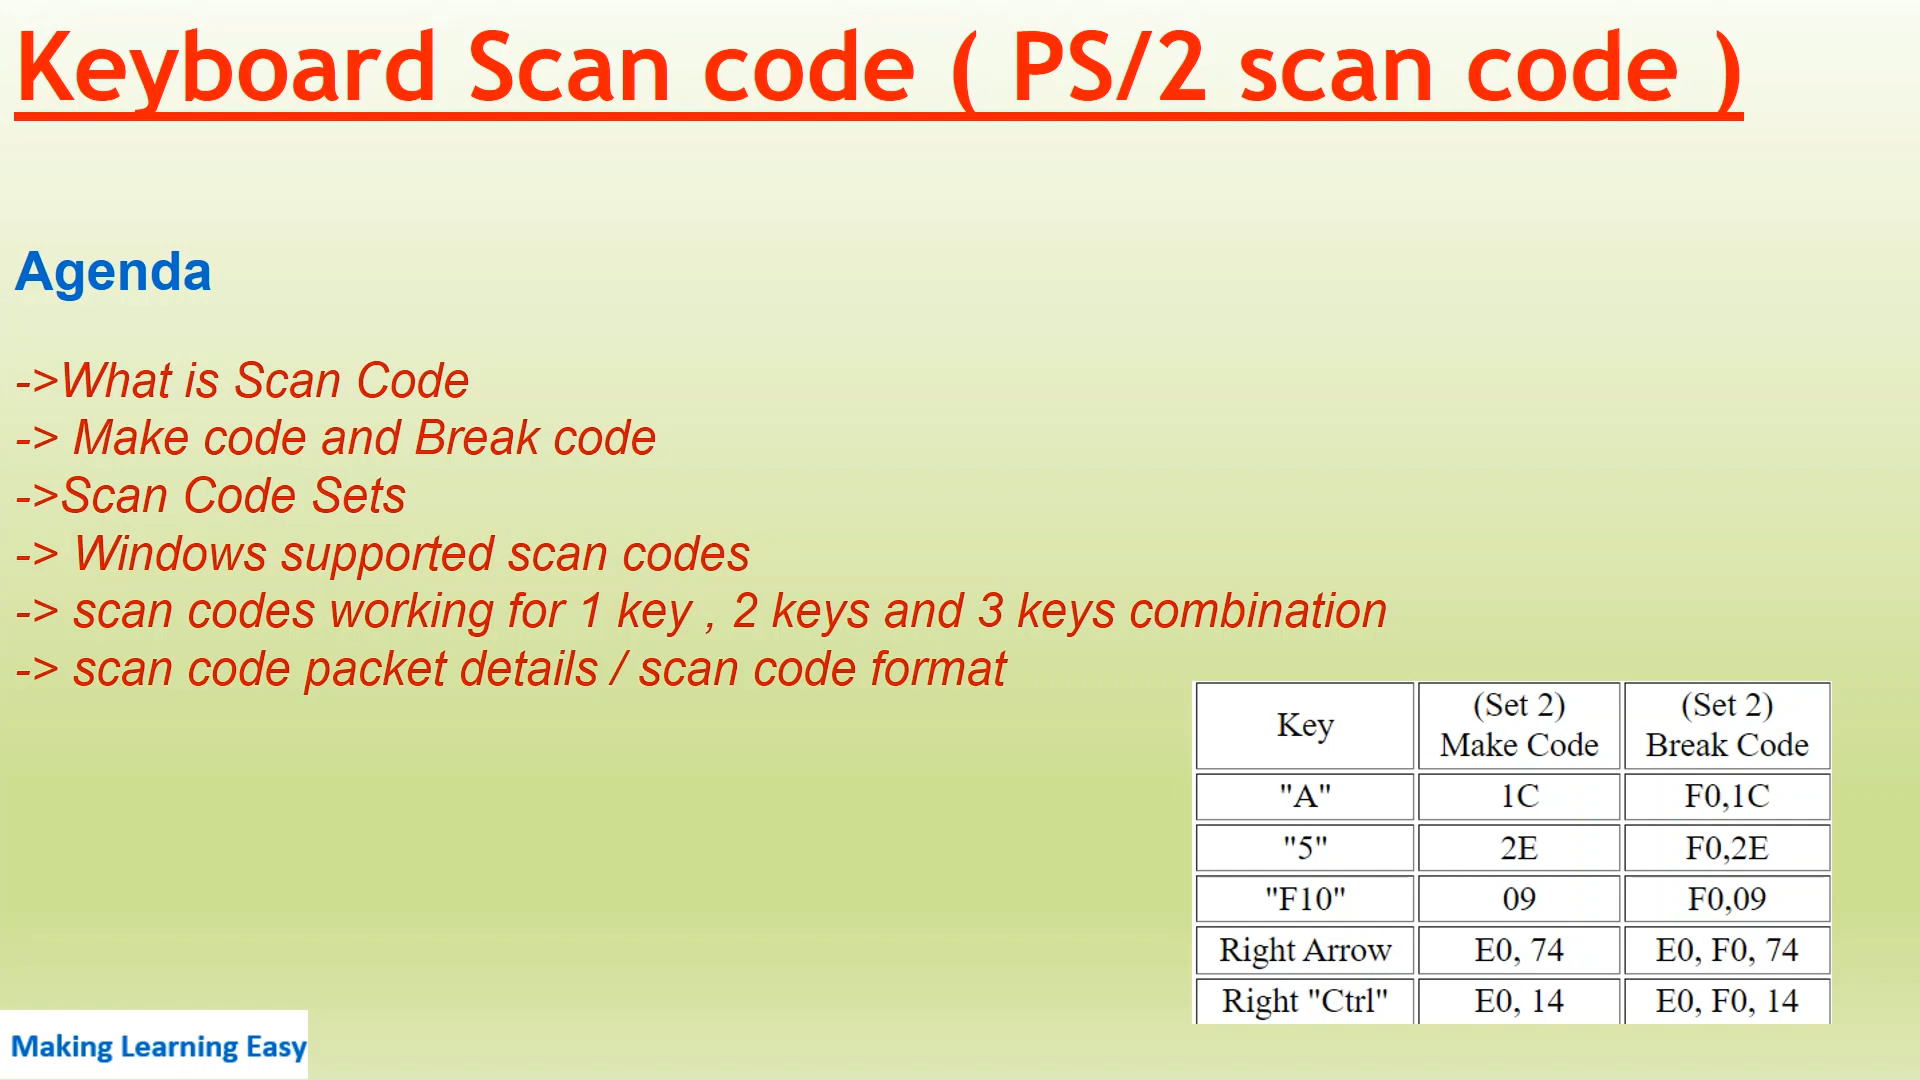 Keyboard Scan code ( PS/2 scan code )
Agenda
->What is Scan Code
-> Make code and Break code
->Scan Code Sets
-> Windows supported scan codes
-> scan codes working for 1 key , 2 keys and 3 keys combination
-> scan code packet details / scan code format
Key (Set 2) Make Code (Set 2) Break Code
"A" 1C F0,1C
"5" 2E F0,2E
"F10" 09 F0,09
Right Arrow E0, 74 E0, F0, 74
Right "Ctrl" E0, 14 E0, F0, 14
Making Learning Easy